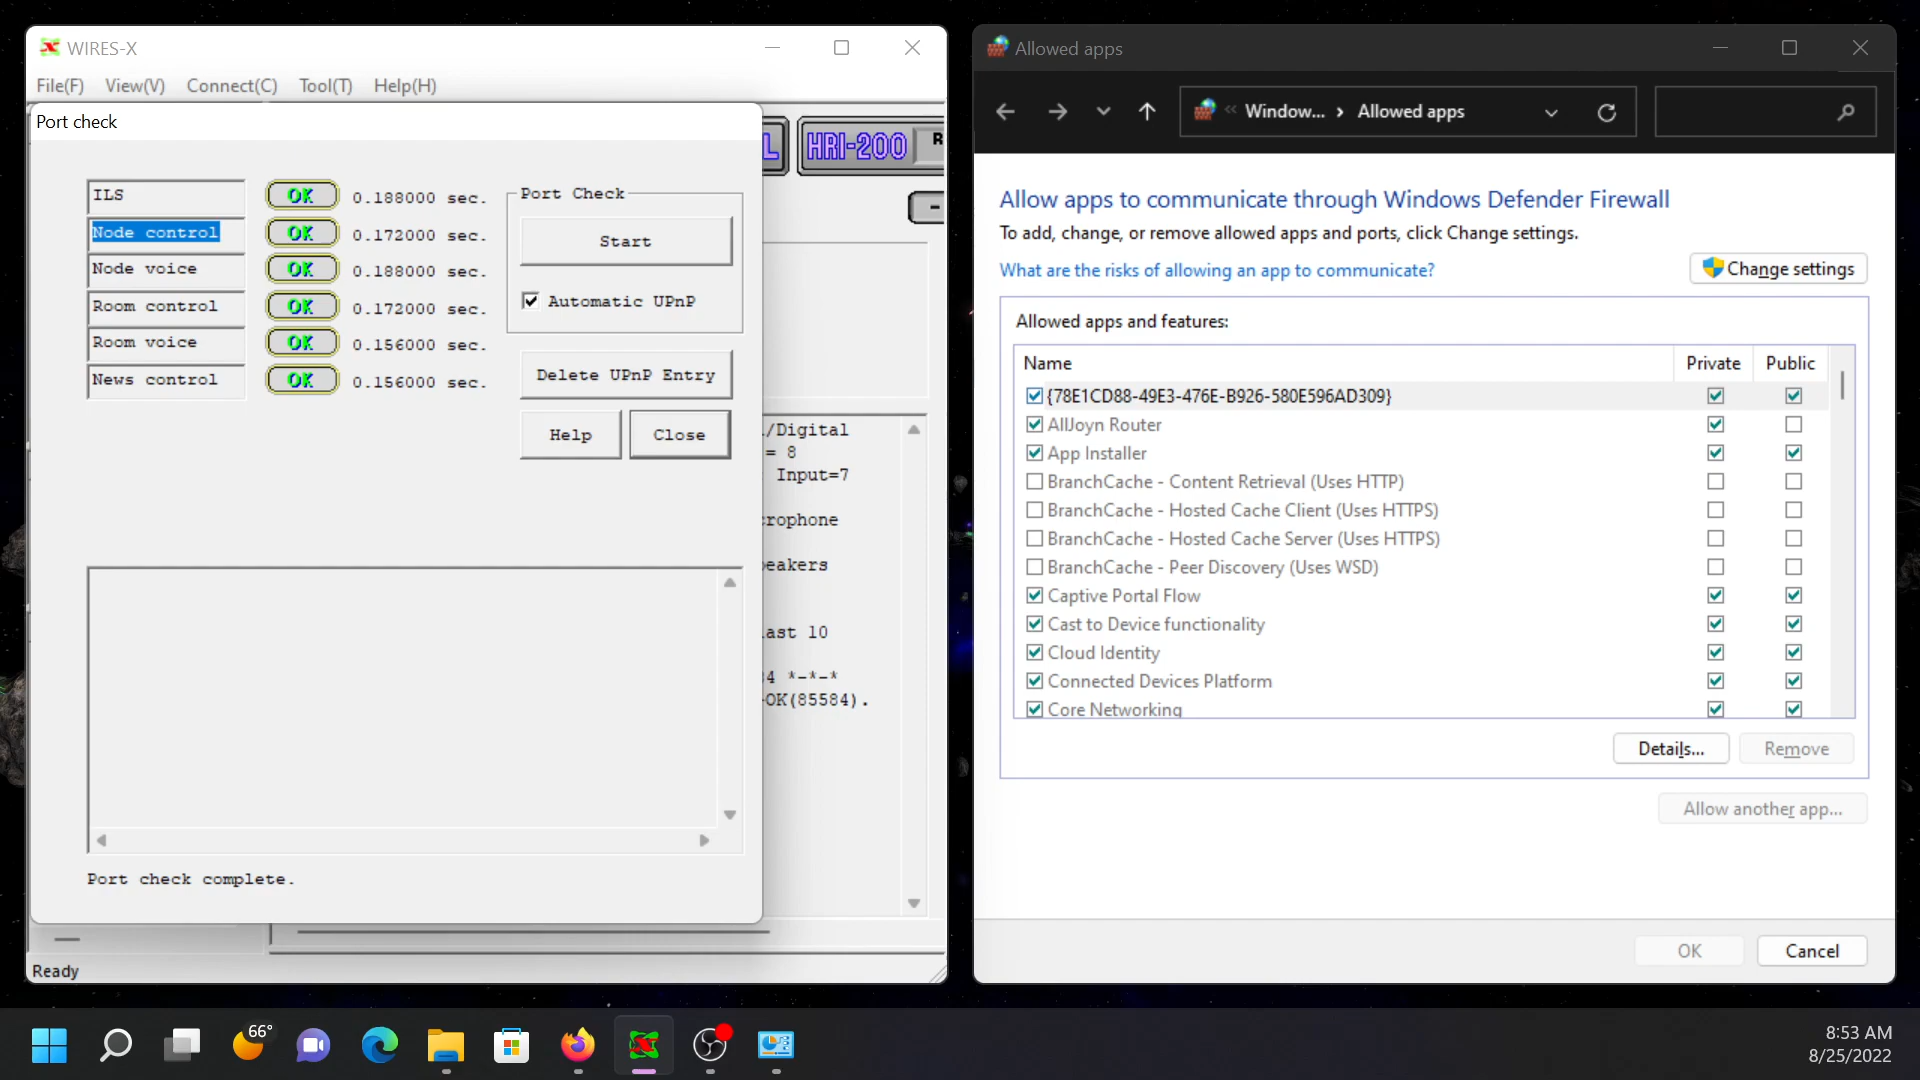 WIRES-X
File(F) View(V) Connect(C) Tool(T) Help(H)
Port check
HRI-200
ILS OK 0.188000 sec.
Node control OK 0.172000 sec.
Node voice OK 0.188000 sec.
Room control OK 0.172000 sec.
Room voice OK 0.156000 sec.
News control OK 0.156000 sec.
Port Check
Start
Automatic UPnP
Delete UPnP Entry
Help Close
/Digital
= 8
Input=7
rophone
eakers
ast 10
4 *-*-*
-OK(85584).
Port check complete.
Ready
Allowed apps
« Window... › Allowed apps
Allow apps to communicate through Windows Defender Firewall
To add, change, or remove allowed apps and ports, click Change settings.
What are the risks of allowing an app to communicate?
Change settings
Allowed apps and features:
Name Private Public
{78E1CD88-49E3-476E-B926-580E596AD309}
AllJoyn Router
App Installer
BranchCache - Content Retrieval (Uses HTTP)
BranchCache - Hosted Cache Client (Uses HTTPS)
BranchCache - Hosted Cache Server (Uses HTTPS)
BranchCache - Peer Discovery (Uses WSD)
Captive Portal Flow
Cast to Device functionality
Cloud Identity
Connected Devices Platform
Core Networking
Details... Remove
Allow another app...
OK Cancel
66°
8:53 AM
8/25/2022